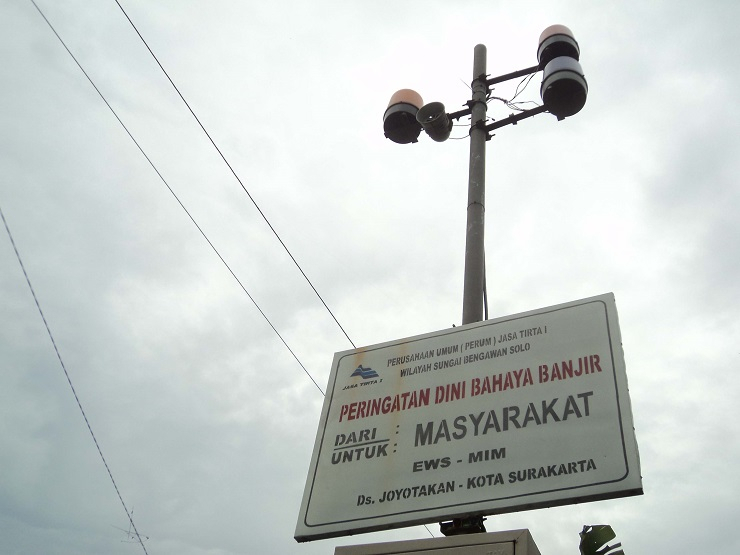 PERUSAHAAN UMUM ( PERUM ) JASA TIRTA I
WILAYAH SUNGAI BENGAWAN SOLO
JASA TIRTA I
PERINGATAN DINI BAHAYA BANJIR
DARI :
UNTUK : MASYARAKAT
EWS - MIM
Ds. JOYOTAKAN - KOTA SURAKARTA